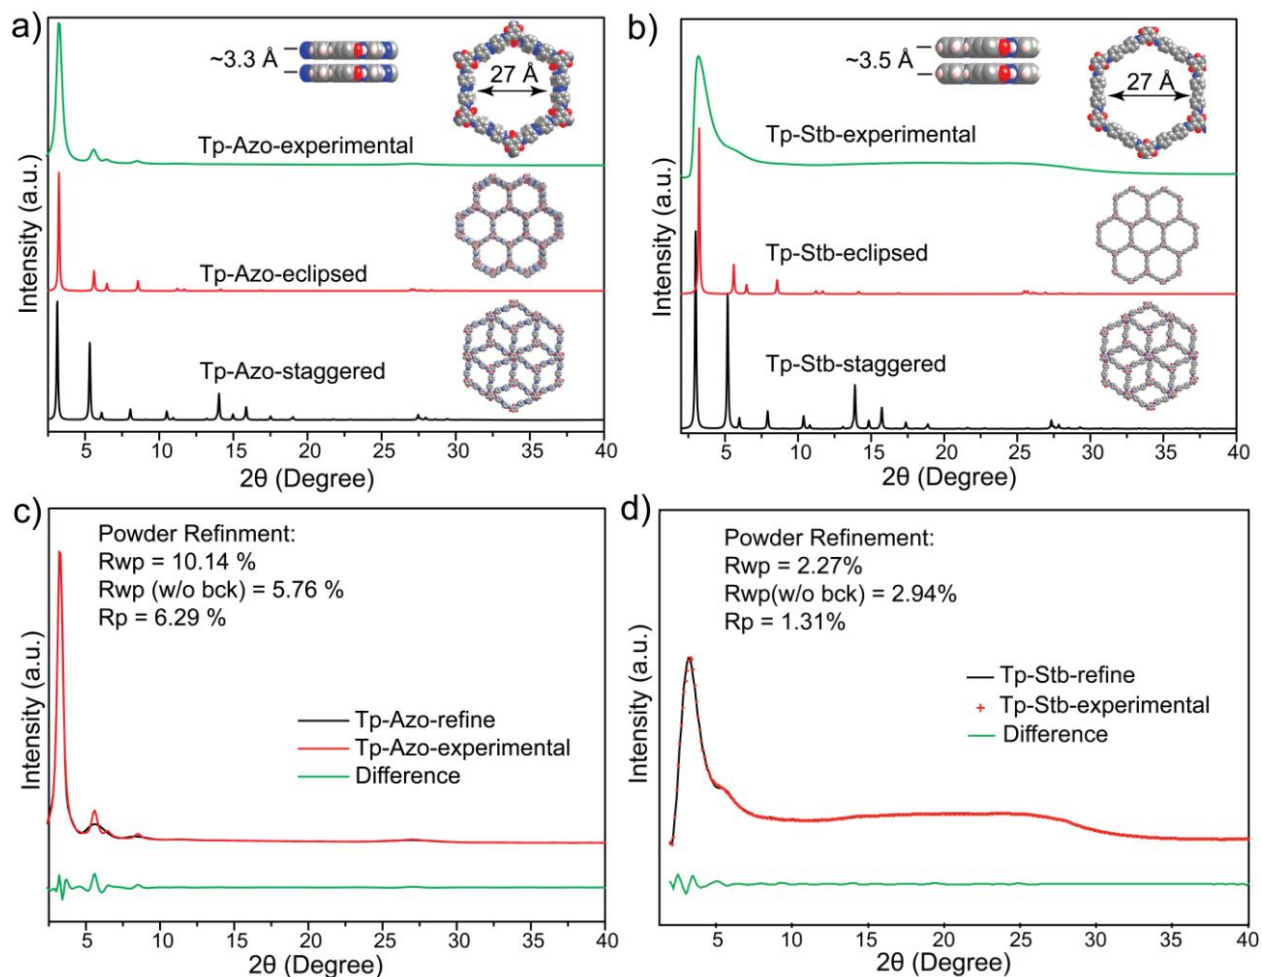 a)
~3.3 Å
27 Å
Tp-Azo-experimental
Tp-Azo-eclipsed
Tp-Azo-staggered
Intensity (a.u.)
5 10 15 20 25 30 35 40
2θ (Degree)
b)
~3.5 Å
27 Å
Tp-Stb-experimental
Tp-Stb-eclipsed
Tp-Stb-staggered
Intensity (a.u.)
5 10 15 20 25 30 35 40
2θ (Degree)
c)
Powder Refinment:
Rwp = 10.14 %
Rwp (w/o bck) = 5.76 %
Rp = 6.29 %
Tp-Azo-refine
Tp-Azo-experimental
Difference
Intensity (a.u.)
5 10 15 20 25 30 35 40
2θ (Degree)
d)
Powder Refinement:
Rwp = 2.27%
Rwp(w/o bck) = 2.94%
Rp = 1.31%
Tp-Stb-refine
Tp-Stb-experimental
Difference
Intensity (a.u.)
5 10 15 20 25 30 35 40
2θ (Degree)